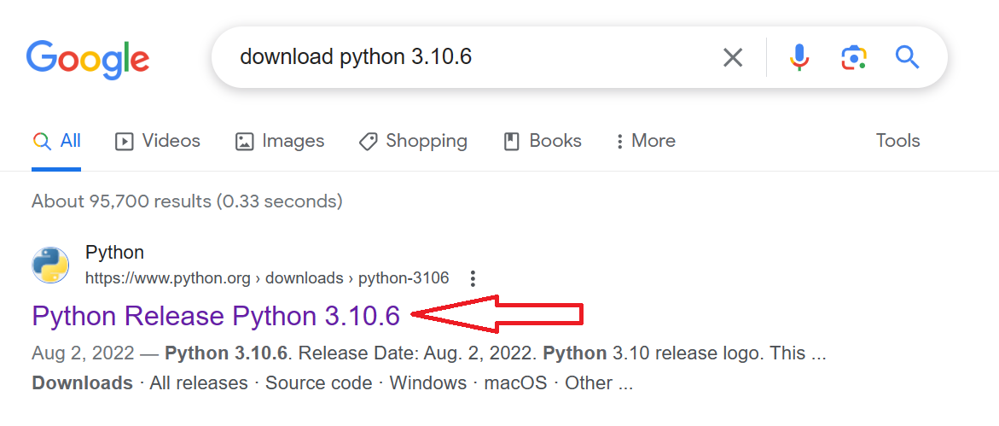 Google download python 3.10.6
All Videos Images Shopping Books More Tools
About 95,700 results (0.33 seconds)
Python
https://www.python.org › downloads › python-3106
Python Release Python 3.10.6
Aug 2, 2022 — Python 3.10.6. Release Date: Aug. 2, 2022. Python 3.10 release logo. This ...
Downloads · All releases · Source code · Windows · macOS · Other ...